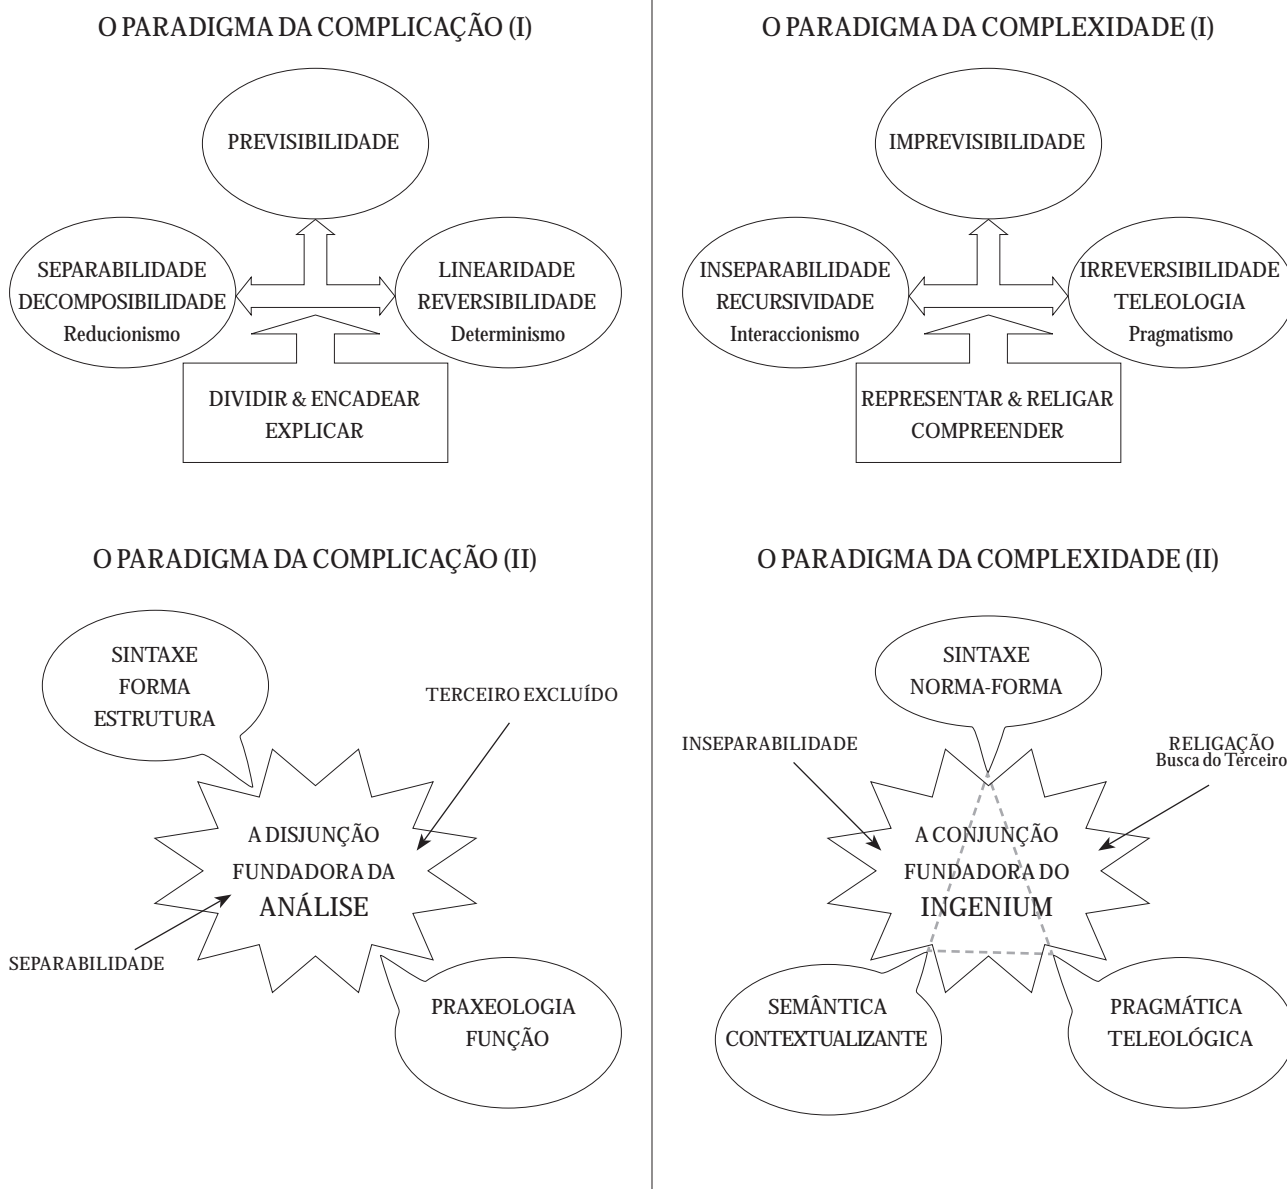 O PARADIGMA DA COMPLICAÇÃO (I)
PREVISIBILIDADE
SEPARABILIDADE
DECOMPOSIBILIDADE
Reducionismo
LINEARIDADE
REVERSIBILIDADE
Determinismo
DIVIDIR & ENCADEAR
EXPLICAR
O PARADIGMA DA COMPLEXIDADE (I)
IMPREVISIBILIDADE
INSEPARABILIDADE
RECURSIVIDADE
Interaccionismo
IRREVERSIBILIDADE
TELEOLOGIA
Pragmatismo
REPRESENTAR & RELIGAR
COMPREENDER
O PARADIGMA DA COMPLICAÇÃO (II)
SINTAXE
FORMA
ESTRUTURA
TERCEIRO EXCLUÍDO
A DISJUNÇÃO
FUNDADORA DA
ANÁLISE
SEPARABILIDADE
PRAXEOLOGIA
FUNÇÃO
O PARADIGMA DA COMPLEXIDADE (II)
SINTAXE
NORMA-FORMA
INSEPARABILIDADE
RELIGAÇÃO
Busca do Terceiro
A CONJUNÇÃO
FUNDADORA DO
INGENIUM
SEMÂNTICA
CONTEXTUALIZANTE
PRAGMÁTICA
TELEOLÓGICA